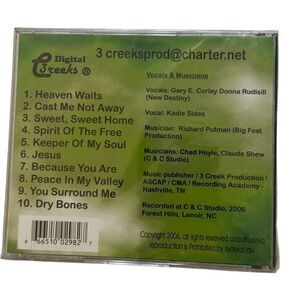 Digital
3 Creeks ®
3 creeksprod@charter.net
Vocals & Musicians
Vocals: Gary E. Corley Donna Rudisill
(New Destiny)
Vocal: Kadie Sides
Musician: Richard Putman (Big Feat
Production)
Musicians: Chad Hoyle, Claude Shew
(C & C Studio)
Music publisher / 3 Creek Production /
ASCAP / CMA / Recording Academy -
Nashville, TN
Recorded at C & C Studio, 2006
Forest Hills, Lenoir, NC
1. Heaven Waits
2. Cast Me Not Away
3. Sweet, Sweet Home
4. Spirit Of The Free
5. Keeper Of My Soul
6. Jesus
7. Because You Are
8. Peace In My Valley
9. You Surround Me
10. Dry Bones
6 66510 02982 7
Copyright 2006, all rights reserved unauthorized
reproduction is Prohibited by
federal law